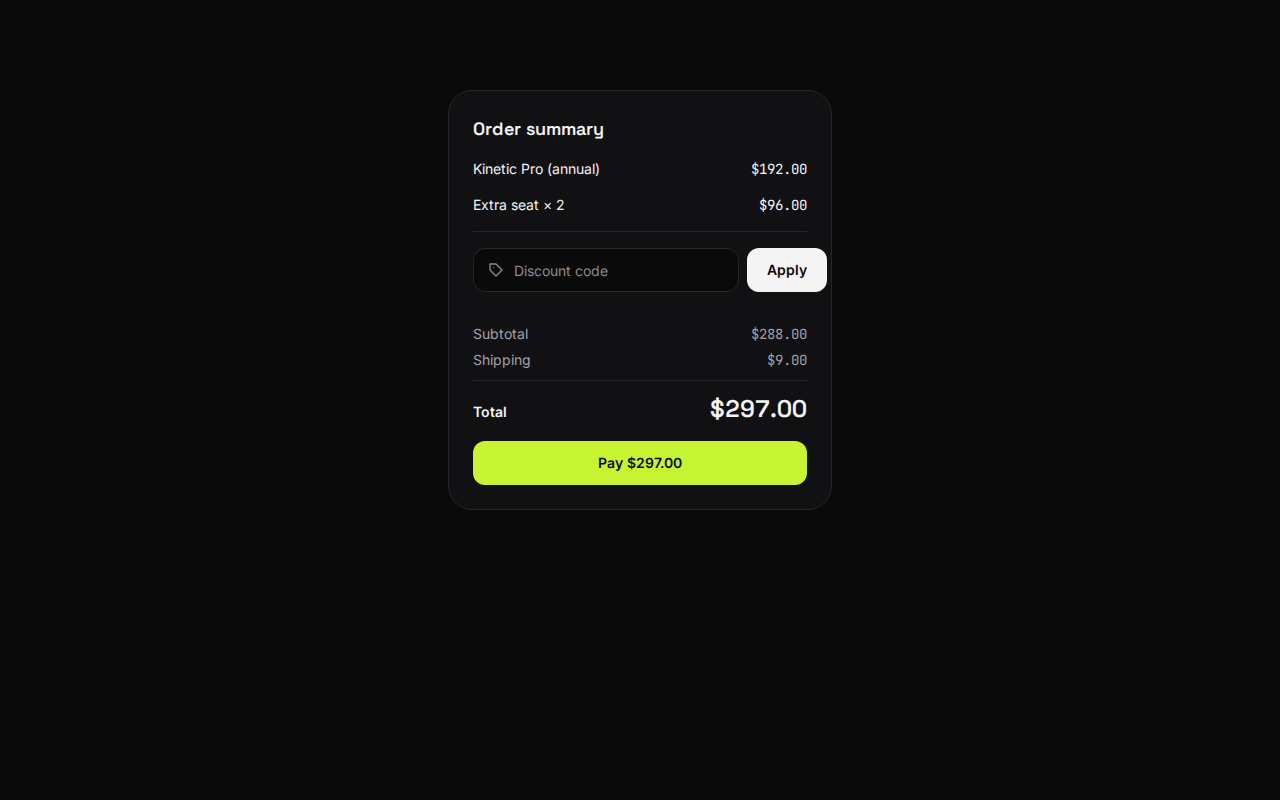 Order summary
Kinetic Pro (annual) $192.00
Extra seat × 2 $96.00
Discount code Apply
Subtotal $288.00
Shipping $9.00
Total $297.00
Pay $297.00